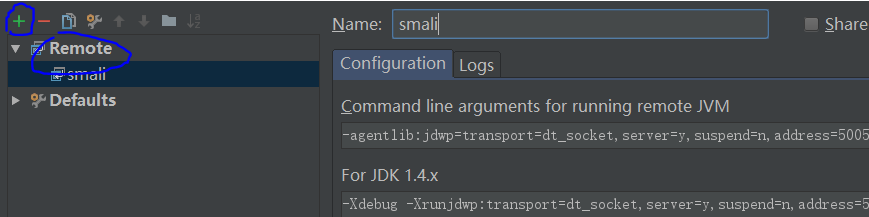 Name: smali
Share
Remote
smali
Defaults
Configuration Logs
Command line arguments for running remote JVM
-agentlib:jdwp=transport=dt_socket,server=y,suspend=n,address=5005
For JDK 1.4.x
-Xdebug -Xrunjdwp:transport=dt_socket,server=y,suspend=n,address=5